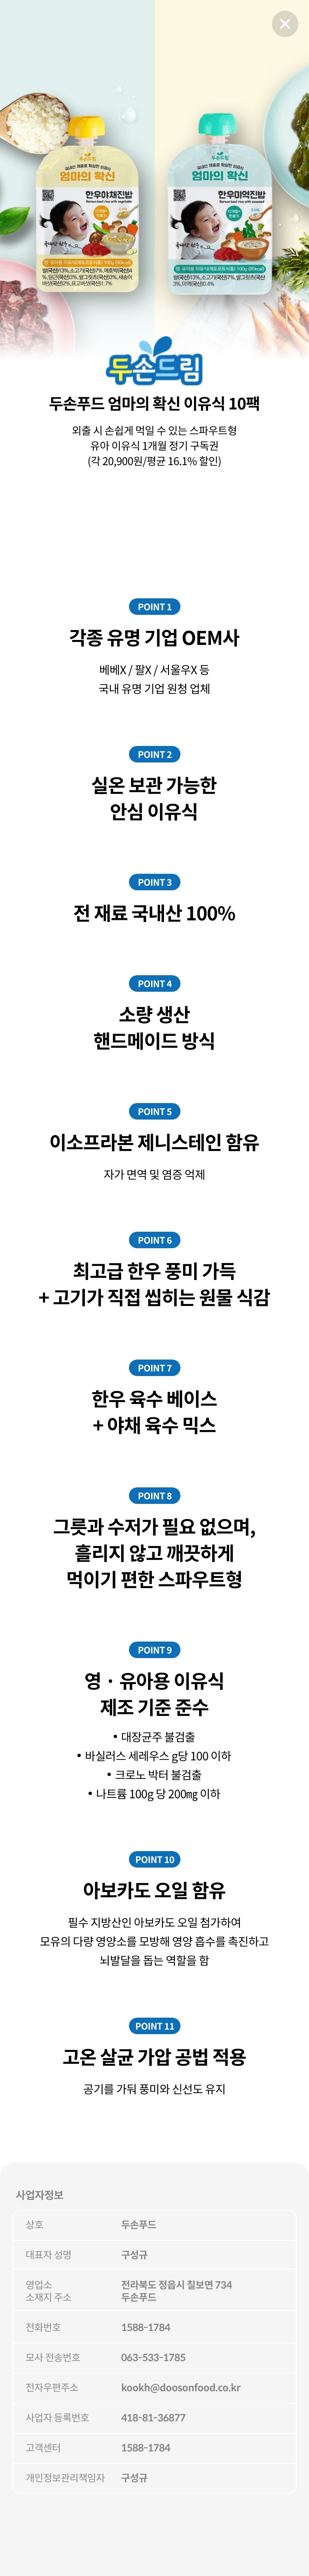 두손드림
엄마의 확신
한우야채진밥
두손드림
엄마의 확신
한우미역진밥
두손드림
두손푸드 엄마의 확신 이유식 10팩
외출 시 손쉽게 먹일 수 있는 스파우트형
유아 이유식 1개월 정기 구독권
(각 20,900원/평균 16.1% 할인)
POINT 1
각종 유명 기업 OEM사
베베X / 팔X / 서울우X 등
국내 유명 기업 원청 업체
POINT 2
실온 보관 가능한
안심 이유식
POINT 3
전 재료 국내산 100%
POINT 4
소량 생산
핸드메이드 방식
POINT 5
이소프라본 제니스테인 함유
자가 면역 및 염증 억제
POINT 6
최고급 한우 풍미 가득
+ 고기가 직접 씹히는 원물 식감
POINT 7
한우 육수 베이스
+ 야채 육수 믹스
POINT 8
그릇과 수저가 필요 없으며,
흘리지 않고 깨끗하게
먹이기 편한 스파우트형
POINT 9
영 · 유아용 이유식
제조 기준 준수
• 대장균주 불검출
• 바실러스 세레우스 g당 100 이하
• 크로노 박터 불검출
• 나트륨 100g 당 200㎎ 이하
POINT 10
아보카도 오일 함유
필수 지방산인 아보카도 오일 첨가하여
모유의 다량 영양소를 모방해 영양 흡수를 촉진하고
뇌발달을 돕는 역할을 함
POINT 11
고온 살균 가압 공법 적용
공기를 가둬 풍미와 신선도 유지
사업자정보
상호 두손푸드
대표자 성명 구성규
영업소 전라북도 정읍시 칠보면 734
소재지 주소 두손푸드
전화번호 1588-1784
모사 전송번호 063-533-1785
전자우편주소 kookh@doosonfood.co.kr
사업자 등록번호 418-81-36877
고객센터 1588-1784
개인정보관리책임자 구성규